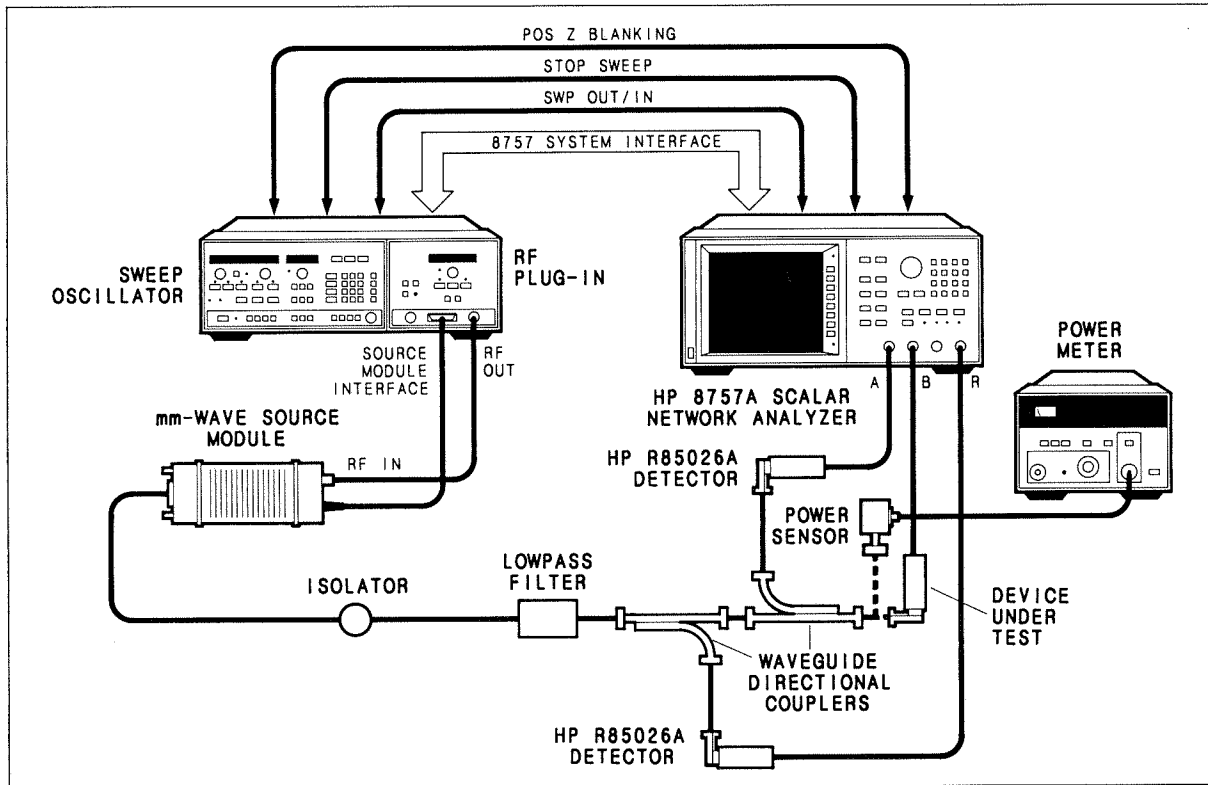 POS Z BLANKING
STOP SWEEP
SWP OUT/IN
8757 SYSTEM INTERFACE
SWEEP
OSCILLATOR
RF
PLUG-IN
SOURCE
MODULE
INTERFACE
RF
OUT
A
B
R
HP 8757A SCALAR
NETWORK ANALYZER
POWER
METER
mm-WAVE SOURCE
MODULE
RF IN
HP R85026A
DETECTOR
POWER
SENSOR
ISOLATOR
LOWPASS
FILTER
DEVICE
UNDER
TEST
WAVEGUIDE
DIRECTIONAL
COUPLERS
HP R85026A
DETECTOR